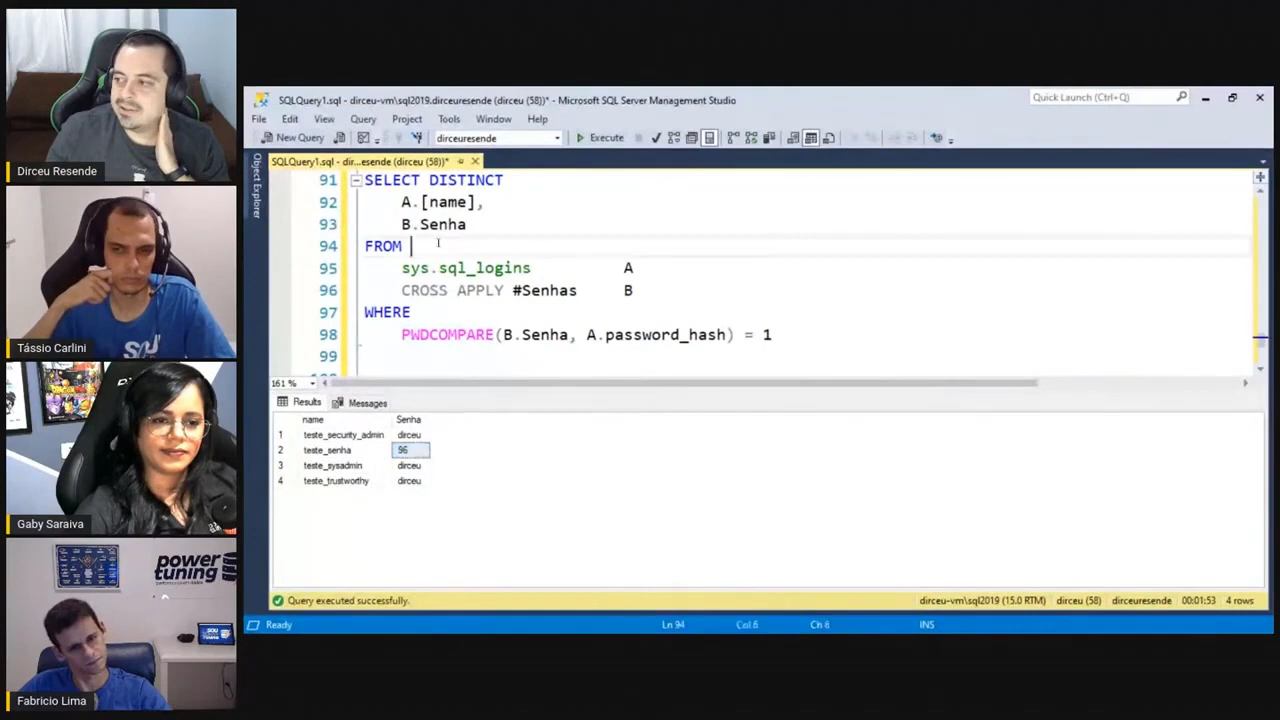 Dirceu Resende
Tássio Carlini
Gaby Saraiva
power
tuning
Fabricio Lima
SQLQuery1.sql - dirceu-vm\sql2019.dirceuresende (dirceu (58))* - Microsoft SQL Server Management Studio
Quick Launch (Ctrl+Q)
File Edit View Query Project Tools Window Help
New Query dirceuresende Execute
SQLQuery1.sql - dir...esende (dirceu (58))*
Object Explorer
91 SELECT DISTINCT
92 A.[name],
93 B.Senha
94 FROM
95 sys.sql_logins A
96 CROSS APPLY #Senhas B
97 WHERE
98 PWDCOMPARE(B.Senha, A.password_hash) = 1
99
161 %
Results Messages
name Senha
1 teste_security_admin dirceu
2 teste_senha 96
3 teste_sysadmin dirceu
4 teste_trustworthy dirceu
Query executed successfully. dirceu-vm\sql2019 (15.0 RTM) dirceu (58) dirceuresende 00:01:53 4 rows
Ready Ln 94 Col 6 Ch 6 INS